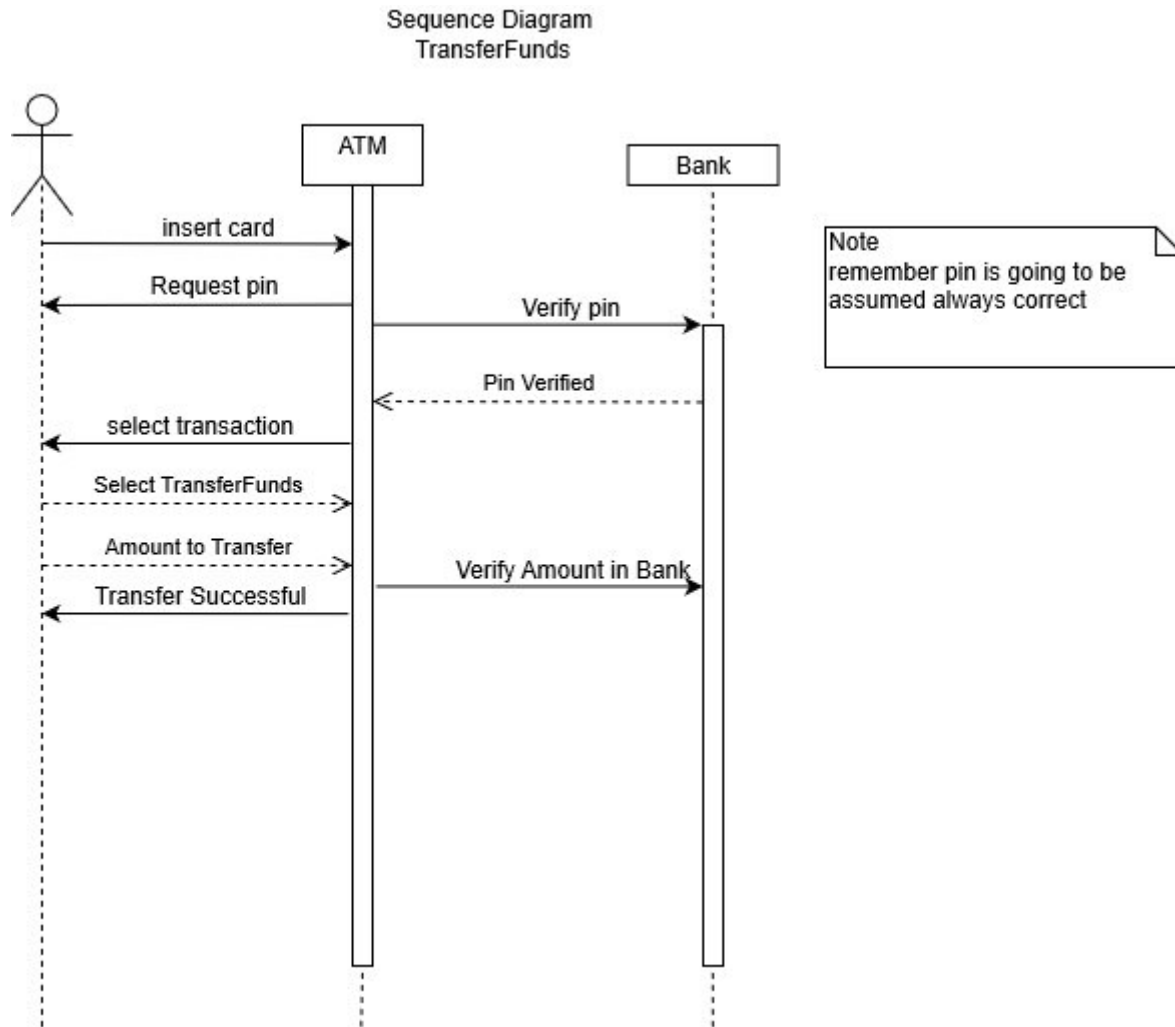 Sequence Diagram
TransferFunds
ATM
Bank
insert card
Note
remember pin is going to be
assumed always correct
Request pin
Verify pin
Pin Verified
select transaction
Select TransferFunds
Amount to Transfer
Verify Amount in Bank
Transfer Successful